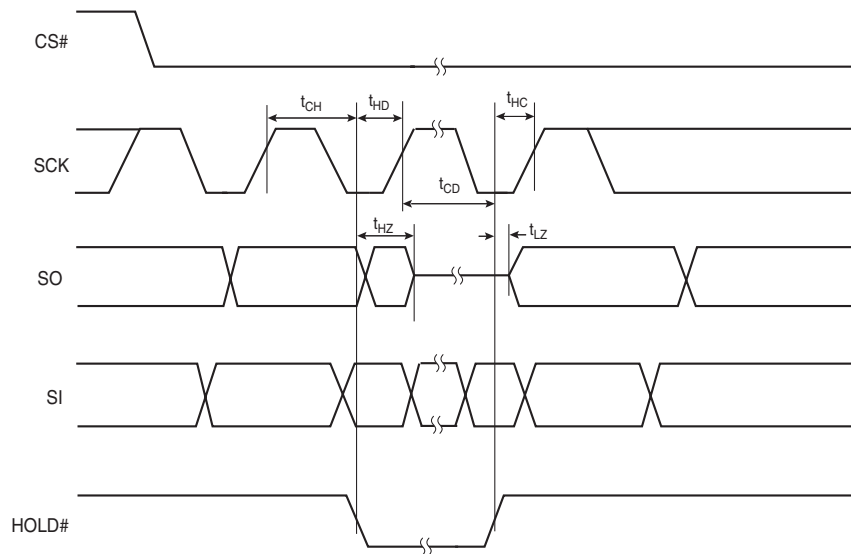 CS#
tCH
tHD
tHC
SCK
tCD
tHZ
tLZ
SO
SI
HOLD#